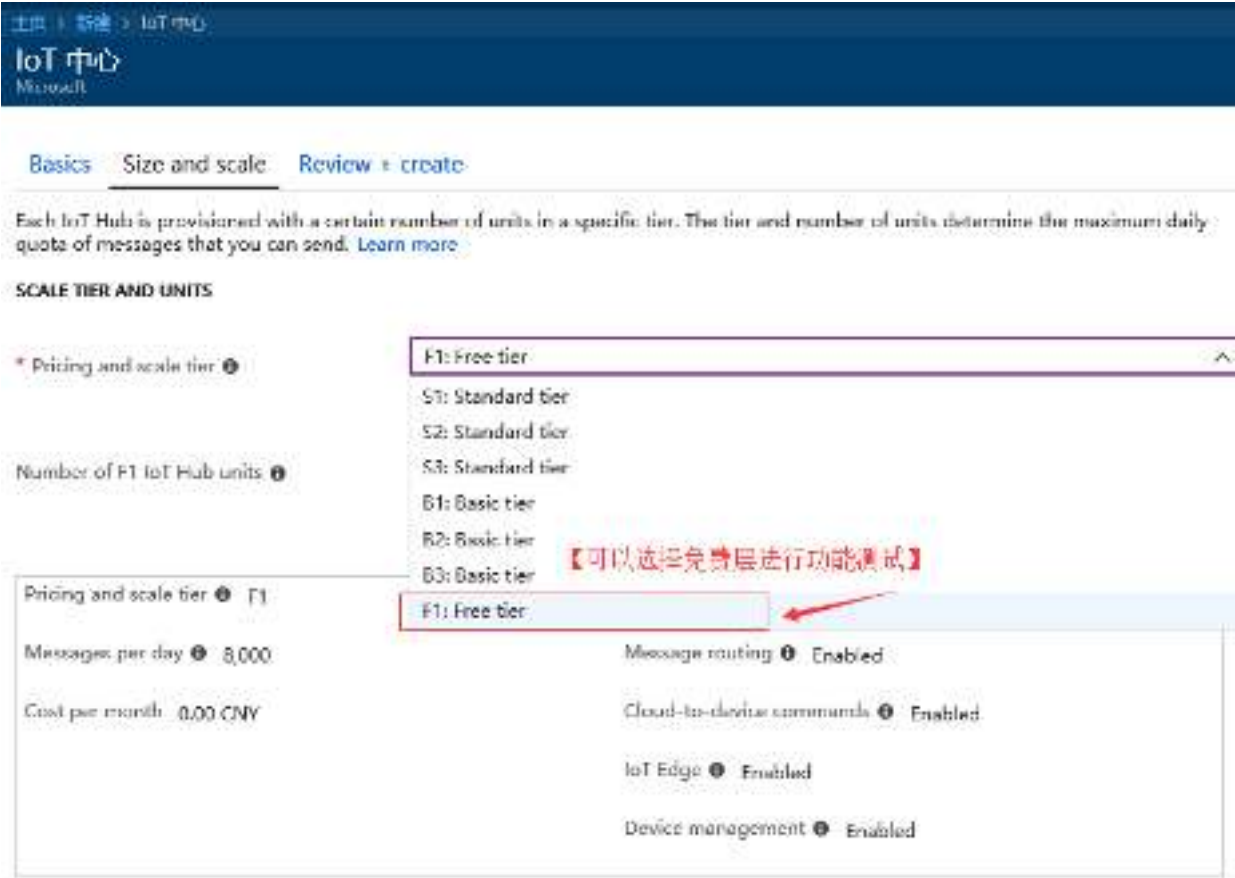 主页 > 新建 > IoT 中心
IoT 中心
Microsoft
Basics Size and scale Review + create
Each IoT Hub is provisioned with a certain number of units in a specific tier. The tier and number of units determine the maximum daily
quota of messages that you can send. Learn more
SCALE TIER AND UNITS
* Pricing and scale tier
F1: Free tier
S1: Standard tier
S2: Standard tier
S3: Standard tier
Number of F1 IoT Hub units
B1: Basic tier
B2: Basic tier
【可以选择免费层进行功能测试】
B3: Basic tier
F1: Free tier
Pricing and scale tier F1
Messages per day 8,000
Message routing Enabled
Cost per month 0.00 CNY
Cloud-to-device commands Enabled
IoT Edge Enabled
Device management Enabled